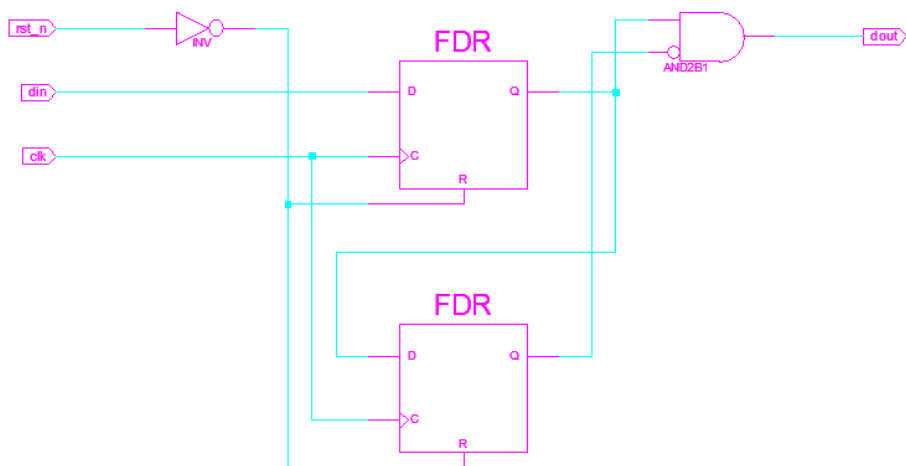 rst_n
INV
FDR
AND2B1
dout
din
D
Q
clk
C
R
FDR
D
Q
C
R